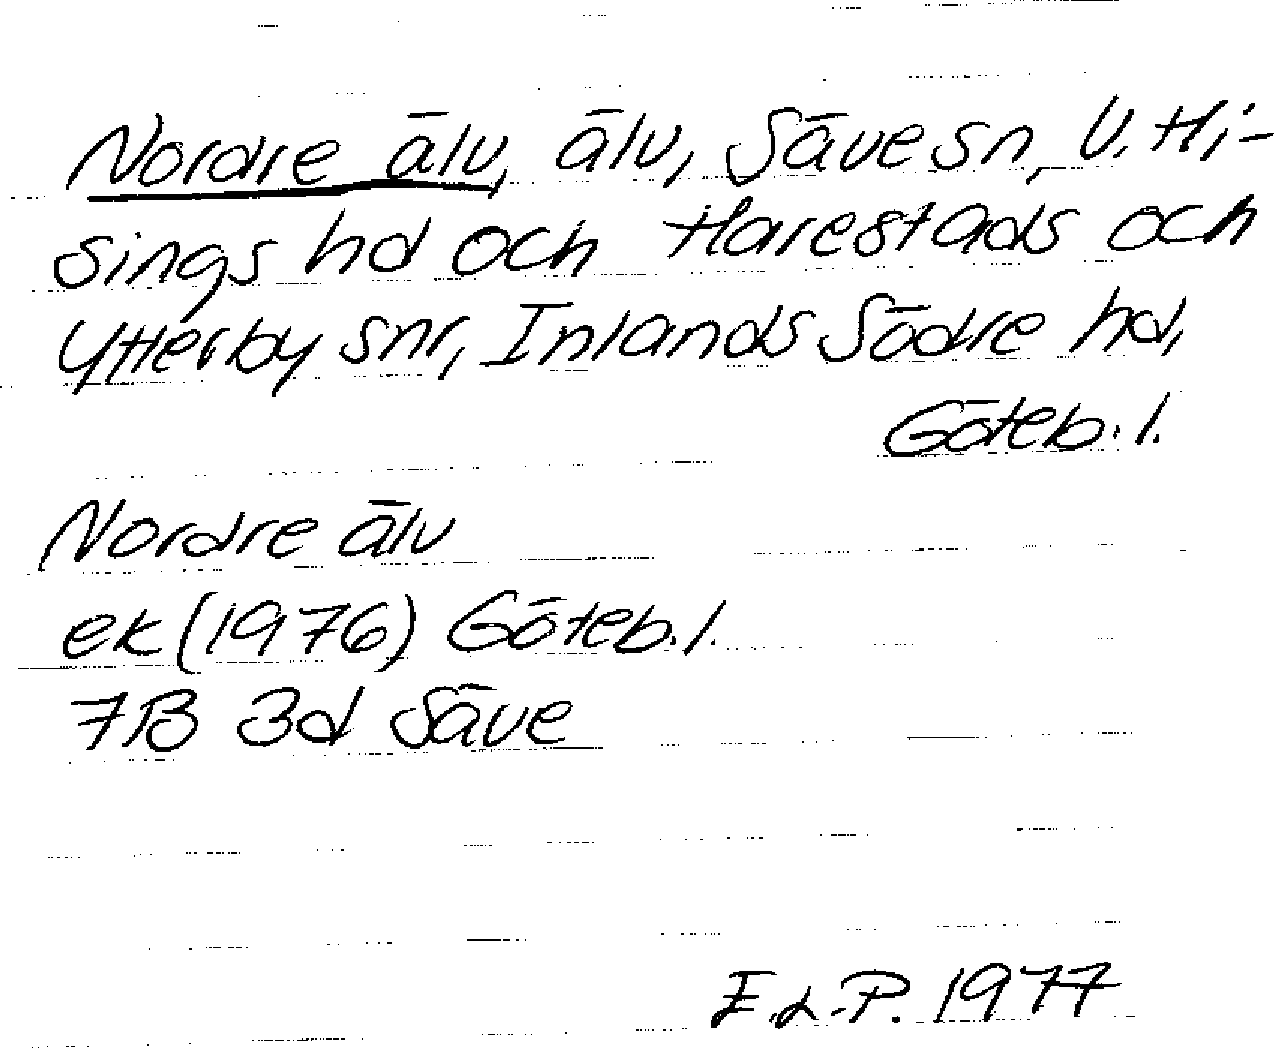 Nordre älv, älv, Säve sn, V. Hi-
sings hd och Harestads och
Ytterby snr, Inlands Södre hd,
Göteb. l.
Nordre älv
ek (1976) Göteb. l.
7B 3d Säve
E.L-P. 1977